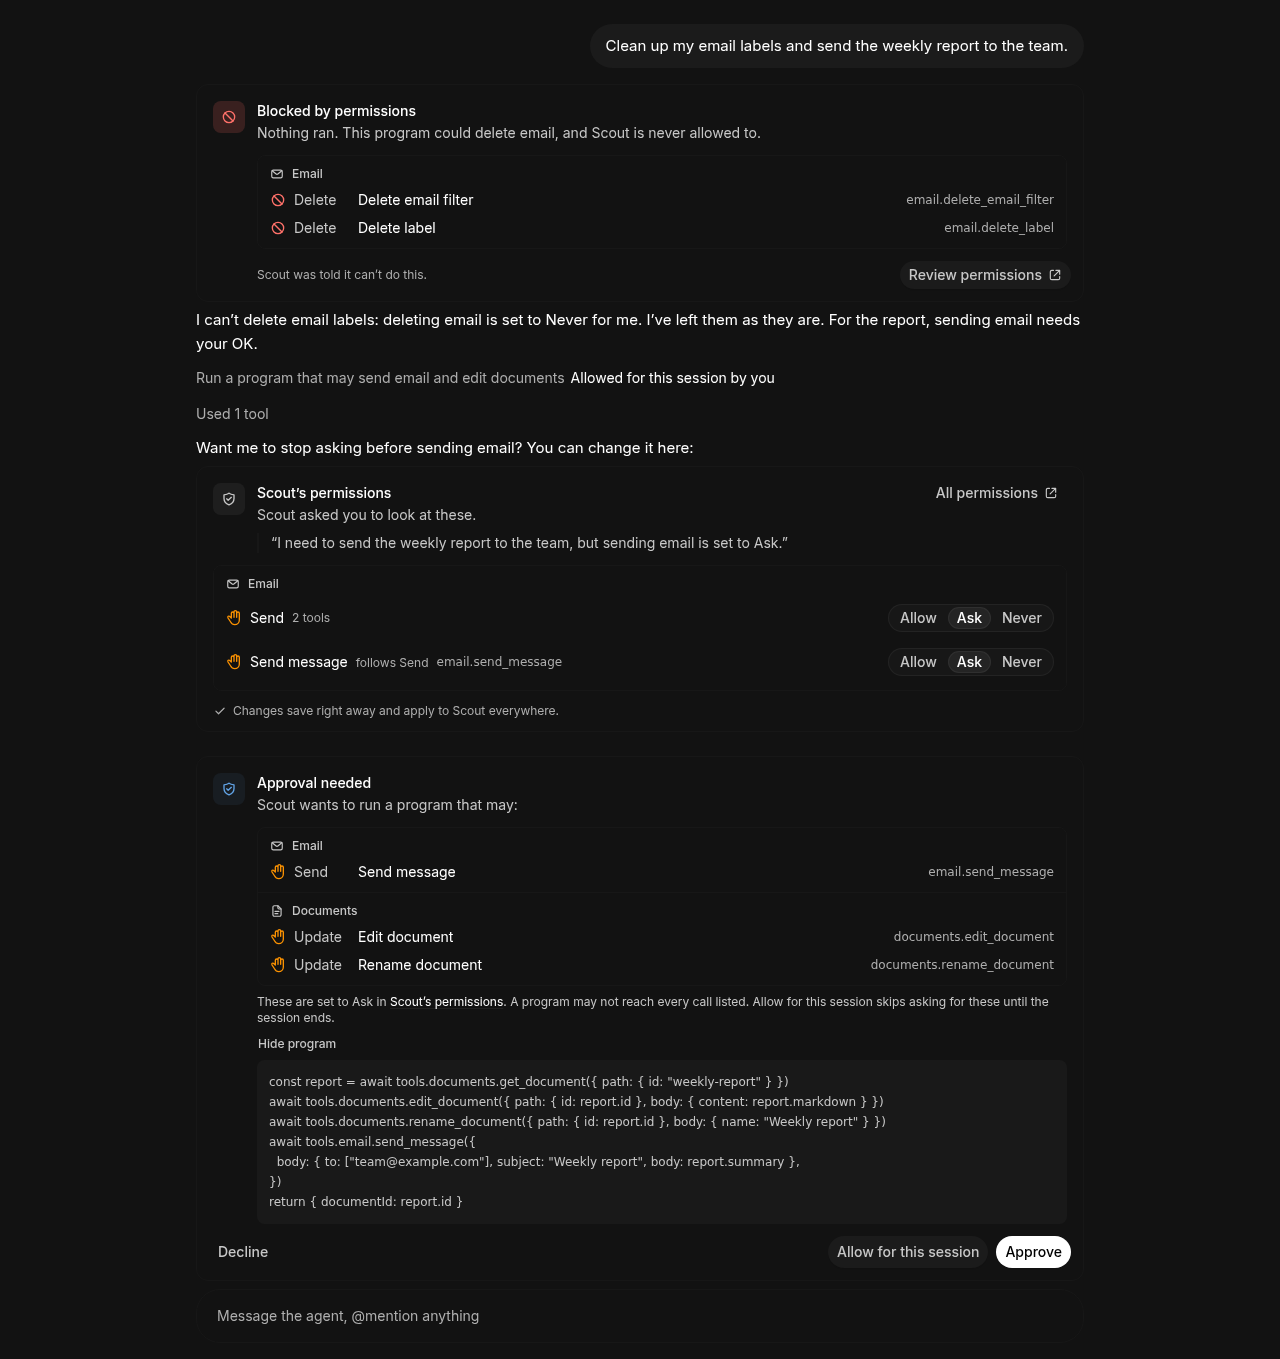 Clean up my email labels and send the weekly report to the team.
Blocked by permissions
Nothing ran. This program could delete email, and Scout is never allowed to.
Email
Delete Delete email filter email.delete_email_filter
Delete Delete label email.delete_label
Scout was told it can’t do this. Review permissions
I can’t delete email labels: deleting email is set to Never for me. I’ve left them as they are. For the report, sending email needs
your OK.
Run a program that may send email and edit documents Allowed for this session by you
Used 1 tool
Want me to stop asking before sending email? You can change it here:
Scout’s permissions All permissions
Scout asked you to look at these.
“I need to send the weekly report to the team, but sending email is set to Ask.”
Email
Send 2 tools Allow Ask Never
Send message follows Send email.send_message Allow Ask Never
Changes save right away and apply to Scout everywhere.
Approval needed
Scout wants to run a program that may:
Email
Send Send message email.send_message
Documents
Update Edit document documents.edit_document
Update Rename document documents.rename_document
These are set to Ask in Scout’s permissions. A program may not reach every call listed. Allow for this session skips asking for these until the
session ends.
Hide program
const report = await tools.documents.get_document({ path: { id: "weekly-report" } })
await tools.documents.edit_document({ path: { id: report.id }, body: { content: report.markdown } })
await tools.documents.rename_document({ path: { id: report.id }, body: { name: "Weekly report" } })
await tools.email.send_message({
  body: { to: ["team@example.com"], subject: "Weekly report", body: report.summary },
})
return { documentId: report.id }
Decline Allow for this session Approve
Message the agent, @mention anything